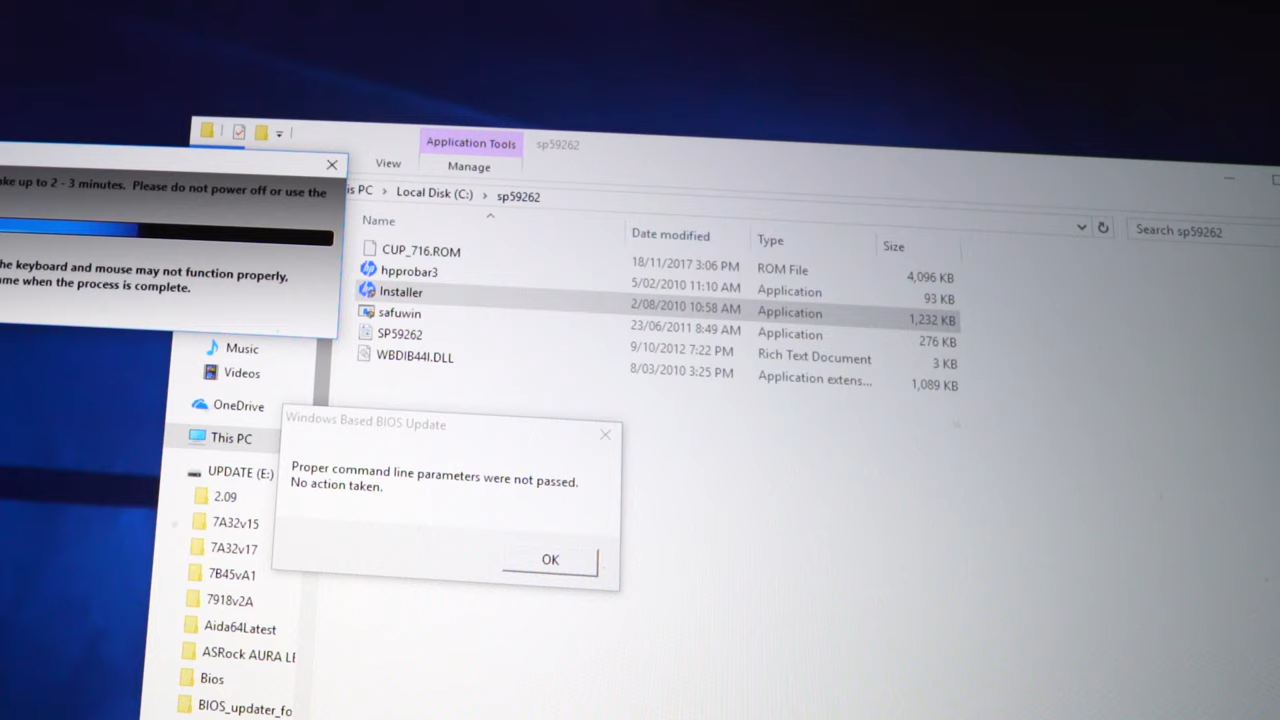 Application Tools
sp59262
View
Manage
ke up to 2 - 3 minutes. Please do not power off or use the
he keyboard and mouse may not function properly,
me when the process is complete.
is PC > Local Disk (C:) > sp59262
Search sp59262
Name
Date modified
Type
Size
CUP_716.ROM
18/11/2017 3:06 PM
ROM File
4,096 KB
hpprobar3
5/02/2010 11:10 AM
Application
93 KB
Installer
2/08/2010 10:58 AM
Application
1,232 KB
safuwin
23/06/2011 8:49 AM
Application
276 KB
SP59262
9/10/2012 7:22 PM
Rich Text Document
3 KB
WBDIB44I.DLL
8/03/2010 3:25 PM
Application extens...
1,089 KB
Music
Videos
OneDrive
This PC
UPDATE (E:)
2.09
7A32v15
7A32v17
7B45vA1
7918v2A
Aida64Latest
ASRock AURA LE
Bios
BIOS_updater_fo
Windows Based BIOS Update
Proper command line parameters were not passed.
No action taken.
OK